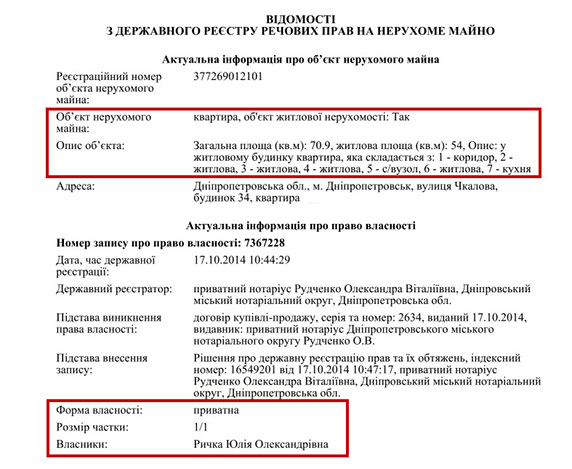 ВІДОМОСТІ
З ДЕРЖАВНОГО РЕЄСТРУ РЕЧОВИХ ПРАВ НА НЕРУХОМЕ МАЙНО
Актуальна інформація про об’єкт нерухомого майна
Реєстраційний номер об’єкта нерухомого майна: 377269012101
Об’єкт нерухомого майна: квартира, об'єкт житлової нерухомості: Так
Опис об’єкта: Загальна площа (кв.м): 70.9, житлова площа (кв.м): 54, Опис: у
житловому будинку квартира, яка складається з: 1 - коридор, 2 -
житлова, 3 - житлова, 4 - житлова, 5 - с/вузол, 6 - житлова, 7 - кухня
Адреса: Дніпропетровська обл., м. Дніпропетровськ, вулиця Чкалова,
будинок 34, квартира
Актуальна інформація про право власності
Номер запису про право власності: 7367228
Дата, час державної реєстрації: 17.10.2014 10:44:29
Державний реєстратор: приватний нотаріус Рудченко Олександра Віталіївна, Дніпровський
міський нотаріальний округ, Дніпропетровська обл.
Підстава виникнення права власності: договір купівлі-продажу, серія та номер: 2634, виданий 17.10.2014,
видавник: приватний нотаріус Дніпропетровського міського
нотаріального округу Рудченко О.В.
Підстава внесення запису: Рішення про державну реєстрацію прав та їх обтяжень, індексний
номер: 16549201 від 17.10.2014 10:47:17, приватний нотаріус
Рудченко Олександра Віталіївна, Дніпровський міський нотаріальний
округ, Дніпропетровська обл.
Форма власності: приватна
Розмір частки: 1/1
Власники: Ричка Юлія Олександрівна